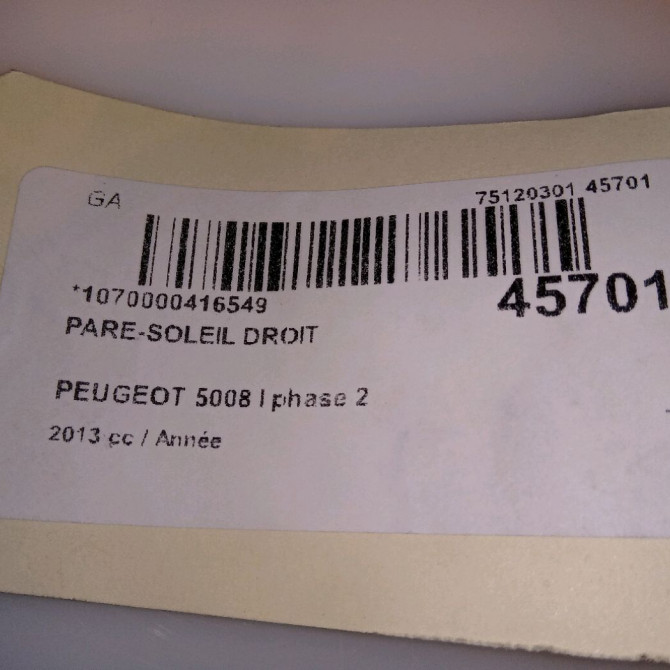 GA 75120301 45701
*1070000416549 45701
PARE-SOLEIL DROIT
PEUGEOT 5008 I phase 2
2013 cc / Année